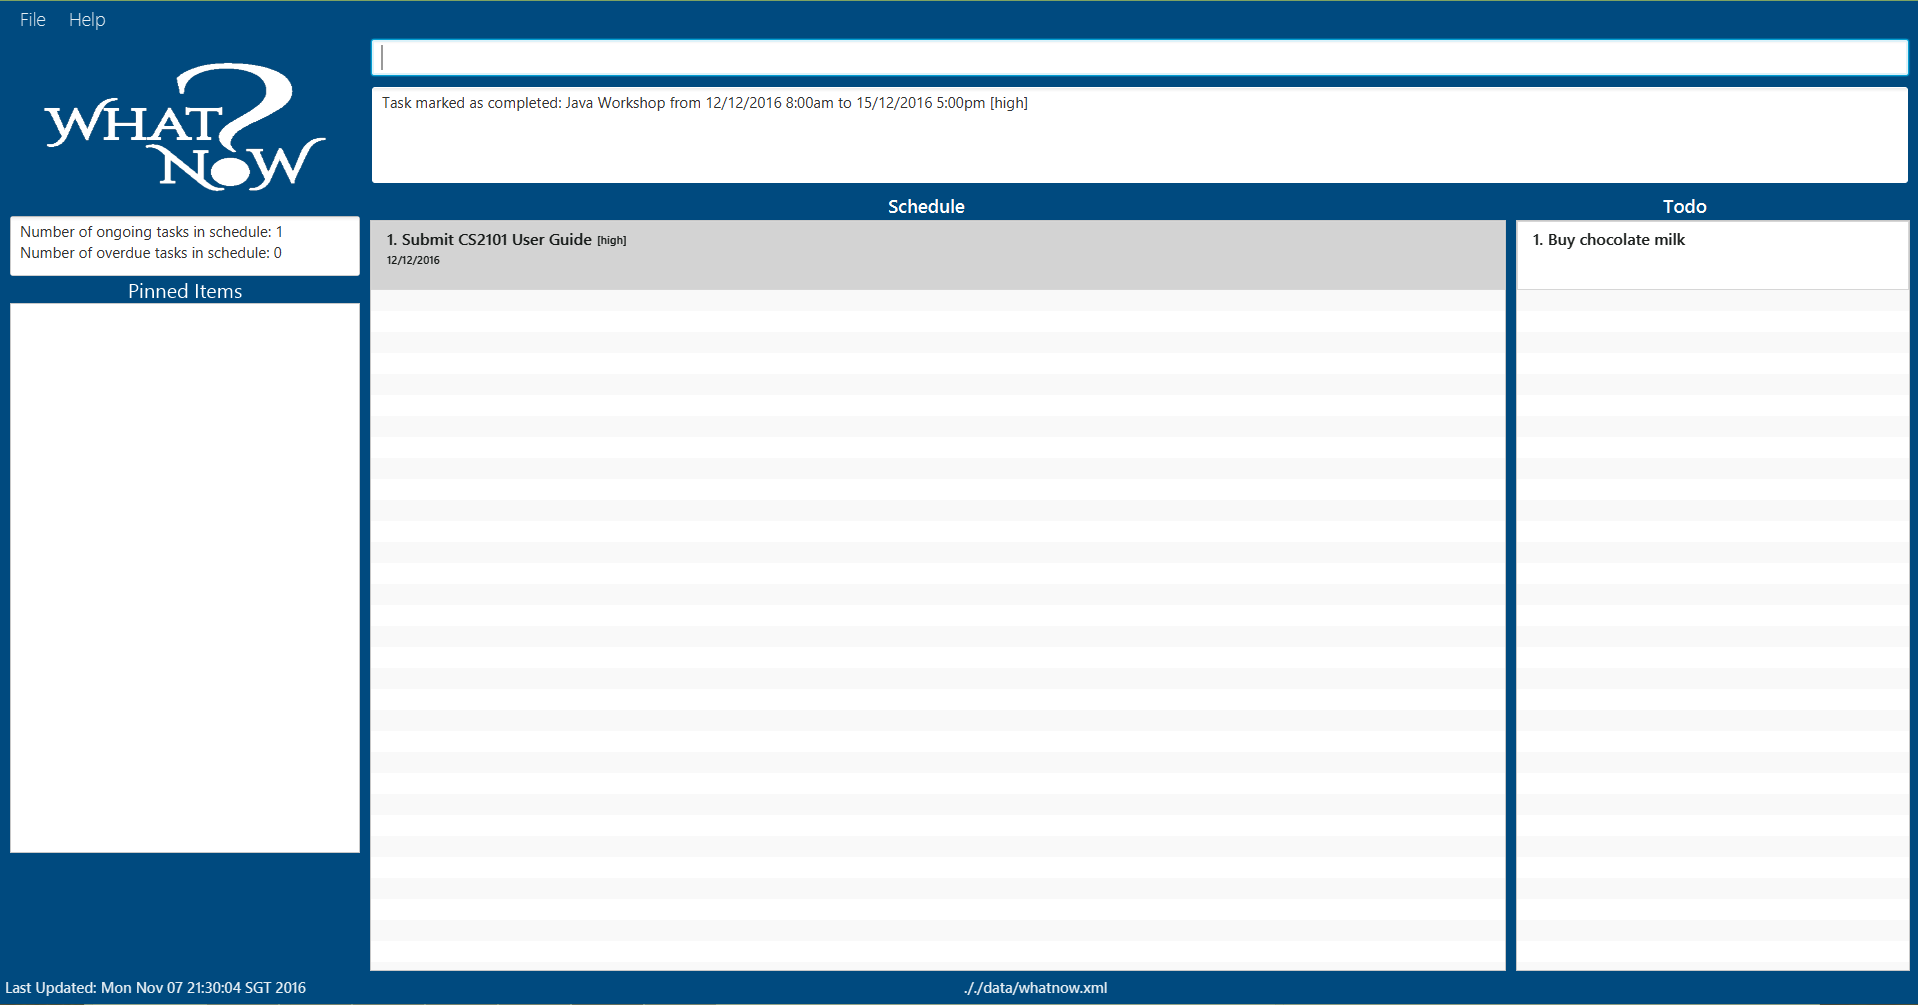 File Help
WHAT?
NOW
Task marked as completed: Java Workshop from 12/12/2016 8:00am to 15/12/2016 5:00pm [high]
Number of ongoing tasks in schedule: 1
Number of overdue tasks in schedule: 0
Pinned Items
Schedule
1. Submit CS2101 User Guide [high]
12/12/2016
Todo
1. Buy chocolate milk
Last Updated: Mon Nov 07 21:30:04 SGT 2016
././data/whatnow.xml